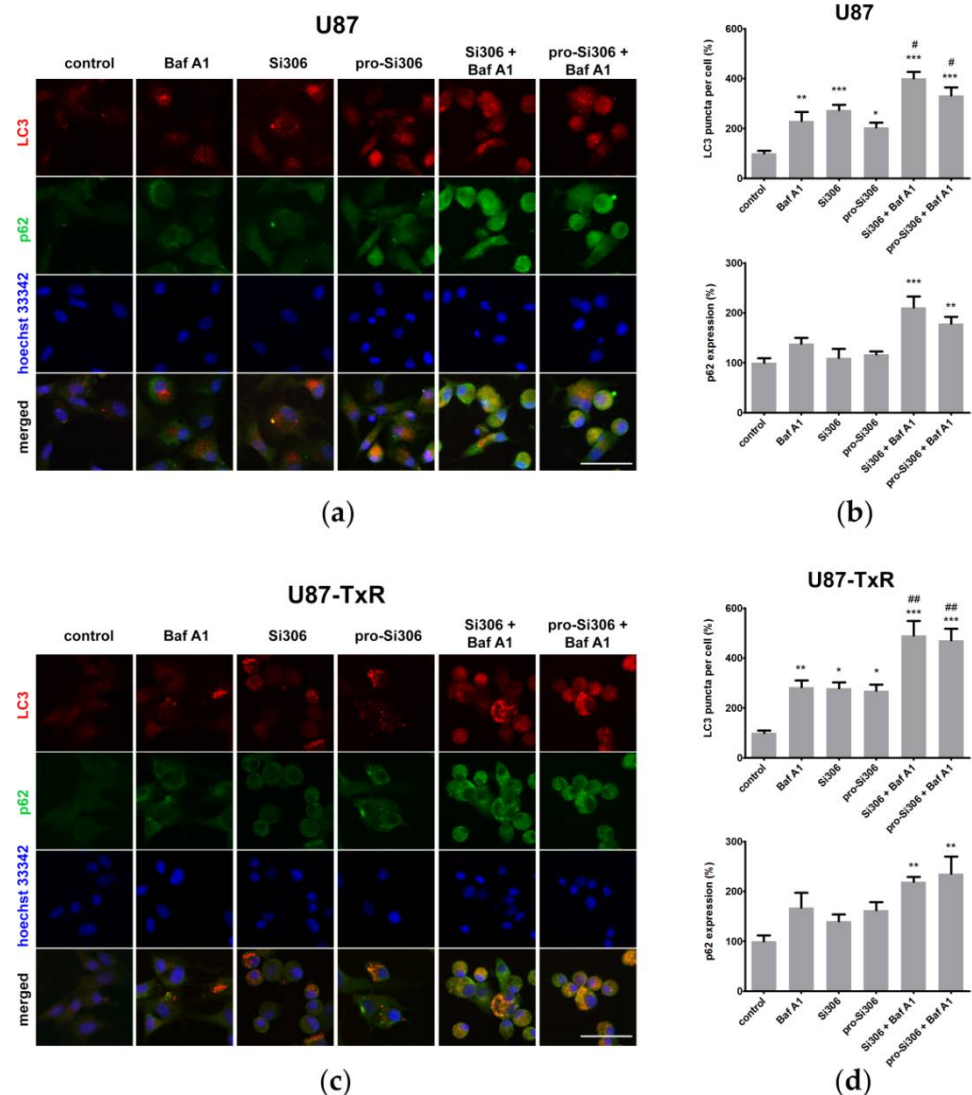 U87
control Baf A1 Si306 pro-Si306 Si306 + Baf A1 pro-Si306 + Baf A1
LC3
p62
hoechst 33342
merged
(a)
U87
LC3 puncta per cell (%)
600
400
200
0
** *** * # *** # ***
control Baf A1 Si306 pro-Si306 Si306 + Baf A1 pro-Si306 + Baf A1
p62 expression (%)
300
200
100
0
*** **
control Baf A1 Si306 pro-Si306 Si306 + Baf A1 pro-Si306 + Baf A1
(b)
U87-TxR
control Baf A1 Si306 pro-Si306 Si306 + Baf A1 pro-Si306 + Baf A1
LC3
p62
hoechst 33342
merged
(c)
U87-TxR
LC3 puncta per cell (%)
600
400
200
0
** * * ## *** ## ***
control Baf A1 Si306 pro-Si306 Si306 + Baf A1 pro-Si306 + Baf A1
p62 expression (%)
300
200
100
0
** **
control Baf A1 Si306 pro-Si306 Si306 + Baf A1 pro-Si306 + Baf A1
(d)